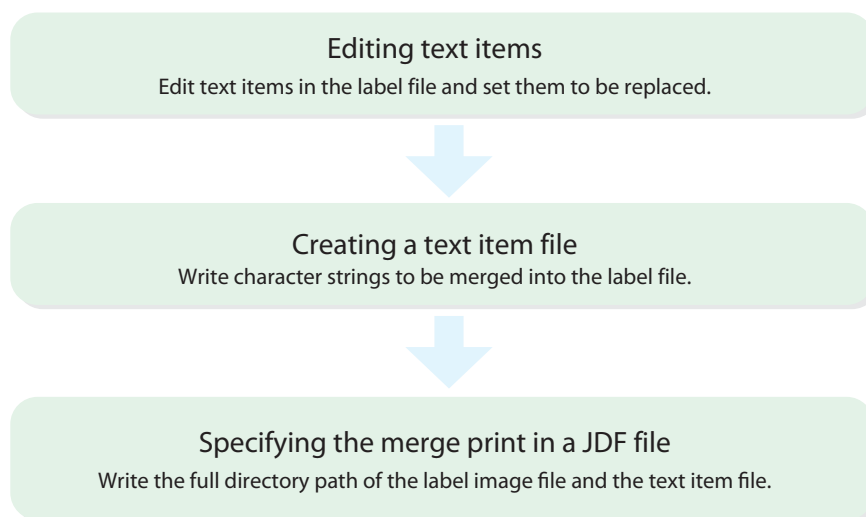 Editing text items
Edit text items in the label file and set them to be replaced.
Creating a text item file
Write character strings to be merged into the label file.
Specifying the merge print in a JDF file
Write the full directory path of the label image file and the text item file.